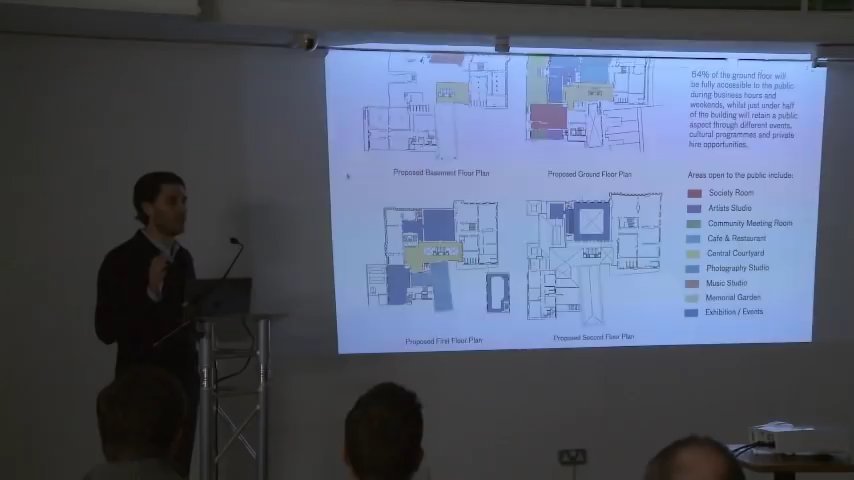 64% of the ground floor will
be fully accessible to the public
during business hours and
weekends, whilst just under half
of the building will retain a public
aspect through different events,
cultural programmes and private
hire opportunities.
Proposed Basement Floor Plan
Proposed Ground Floor Plan
Areas open to the public include:
Society Room
Artists Studio
Community Meeting Room
Cafe & Restaurant
Central Courtyard
Photography Studio
Music Studio
Memorial Garden
Exhibition / Events
Proposed First Floor Plan
Proposed Second Floor Plan